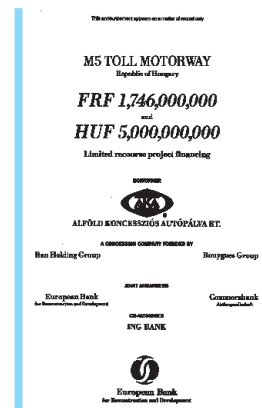 This announcement appears as a matter of record only
M5 TOLL MOTORWAY
Republic of Hungary
FRF 1,746,000,000
and
HUF 5,000,000,000
Limited recourse project financing
BORROWER
AKA
ALFÖLD KONCESSZIÓS AUTÓPÁLYA RT.
A CONCESSION COMPANY FOUNDED BY
Ban Holding Group Bouygues Group
JOINT ARRANGERS
European Bank Commerzbank
for Reconstruction and Development Aktiengesellschaft
CO-ARRANGER
ING BANK
European Bank
for Reconstruction and Development